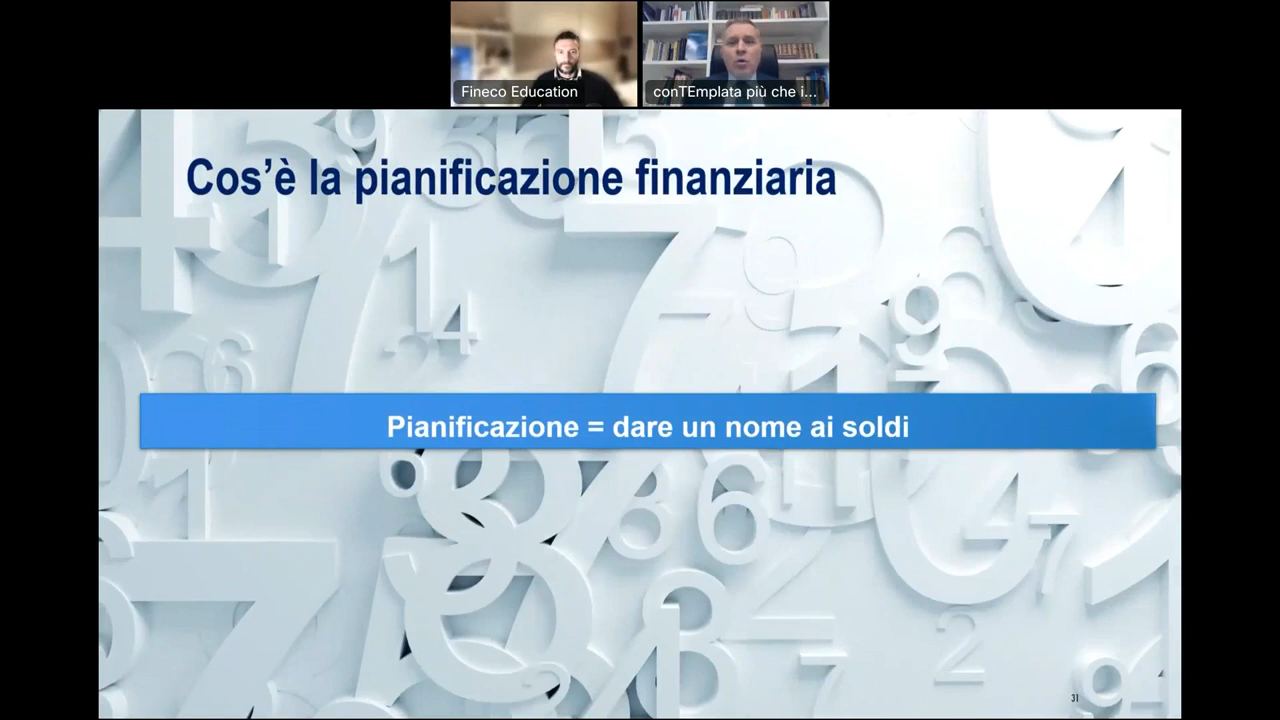 Fineco Education
conTEmplata più che i...
Cos'è la pianificazione finanziaria
Pianificazione = dare un nome ai soldi
31